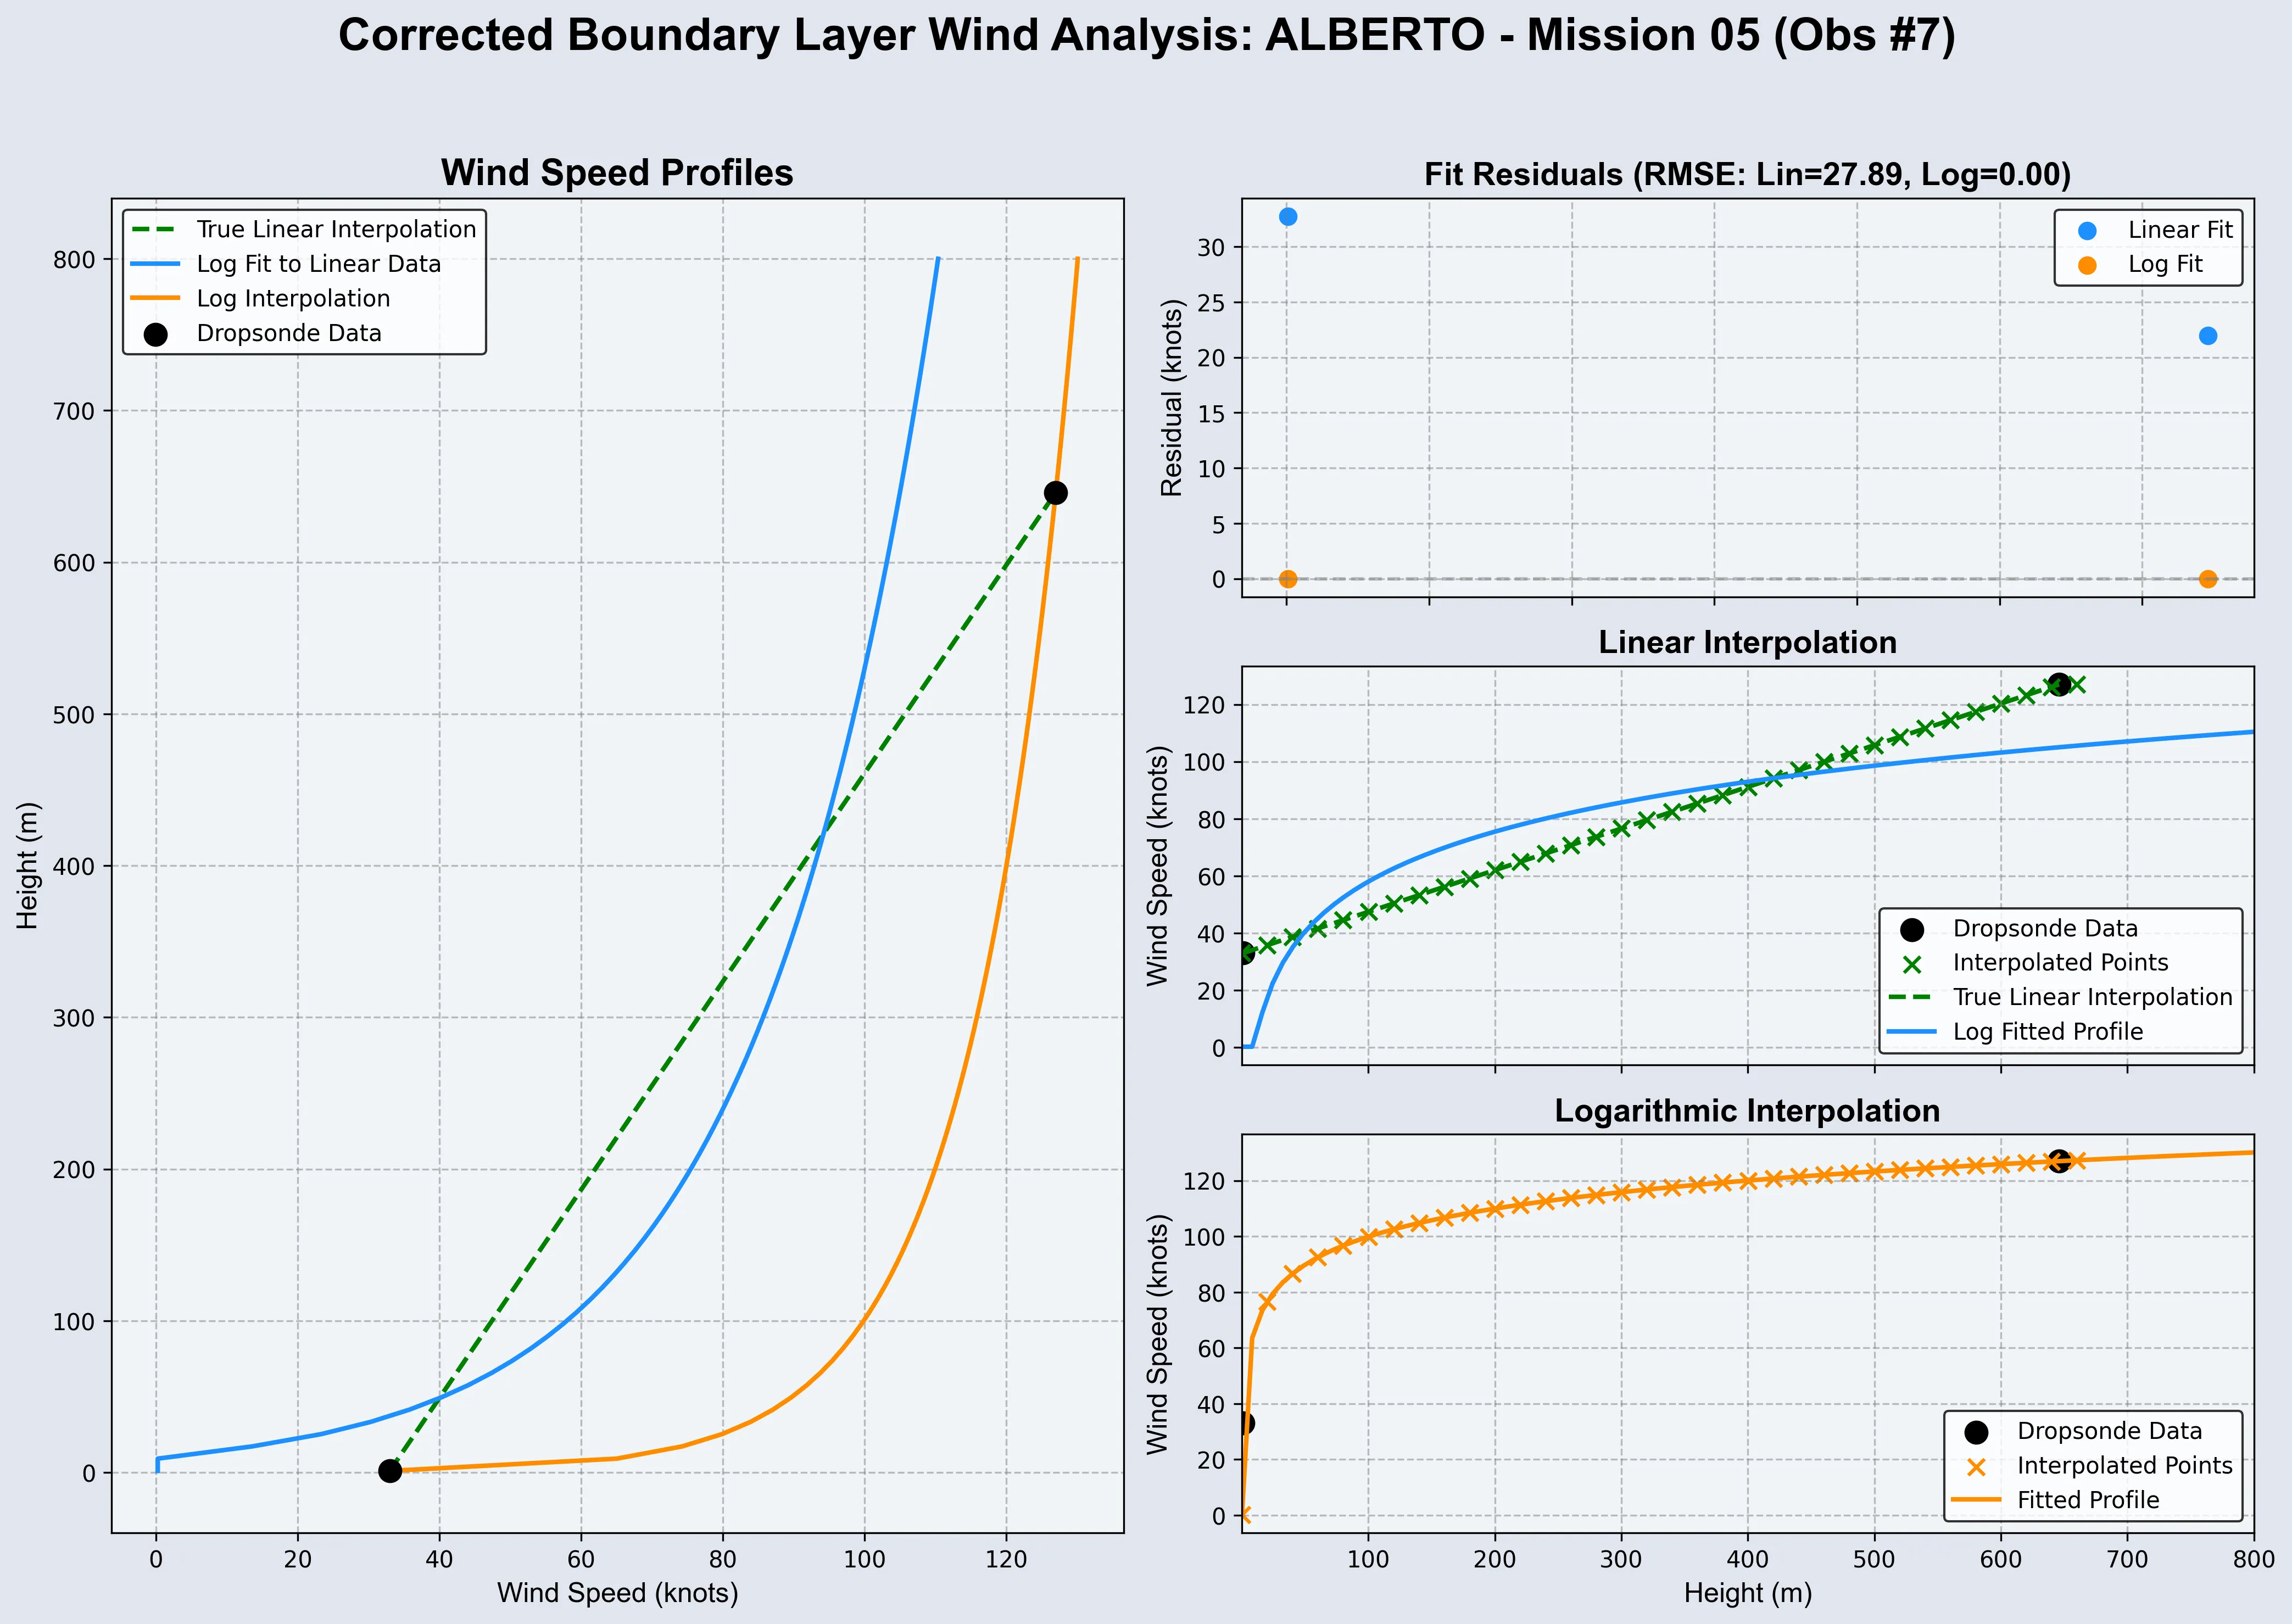 Corrected Boundary Layer Wind Analysis: ALBERTO - Mission 05 (Obs #7)
Wind Speed Profiles
True Linear Interpolation
Log Fit to Linear Data
Log Interpolation
Dropsonde Data
800
700
600
500
400
300
200
100
0
Height (m)
0 20 40 60 80 100 120
Wind Speed (knots)
Fit Residuals (RMSE: Lin=27.89, Log=0.00)
Linear Fit
Log Fit
30
25
20
15
10
5
0
Residual (knots)
Linear Interpolation
120
100
80
60
40
20
0
Wind Speed (knots)
Dropsonde Data
Interpolated Points
True Linear Interpolation
Log Fitted Profile
Logarithmic Interpolation
120
100
80
60
40
20
0
Wind Speed (knots)
Dropsonde Data
Interpolated Points
Fitted Profile
100 200 300 400 500 600 700 800
Height (m)